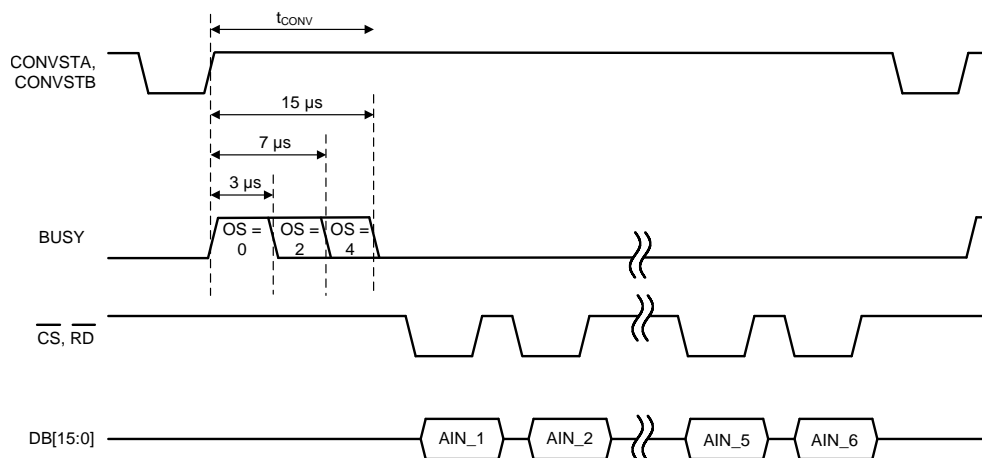 tCONV
CONVSTA,
CONVSTB
15 µs
7 µs
3 µs
BUSY
OS =
0
OS =
2
OS =
4
CS, RD
DB[15:0]
AIN_1
AIN_2
AIN_5
AIN_6